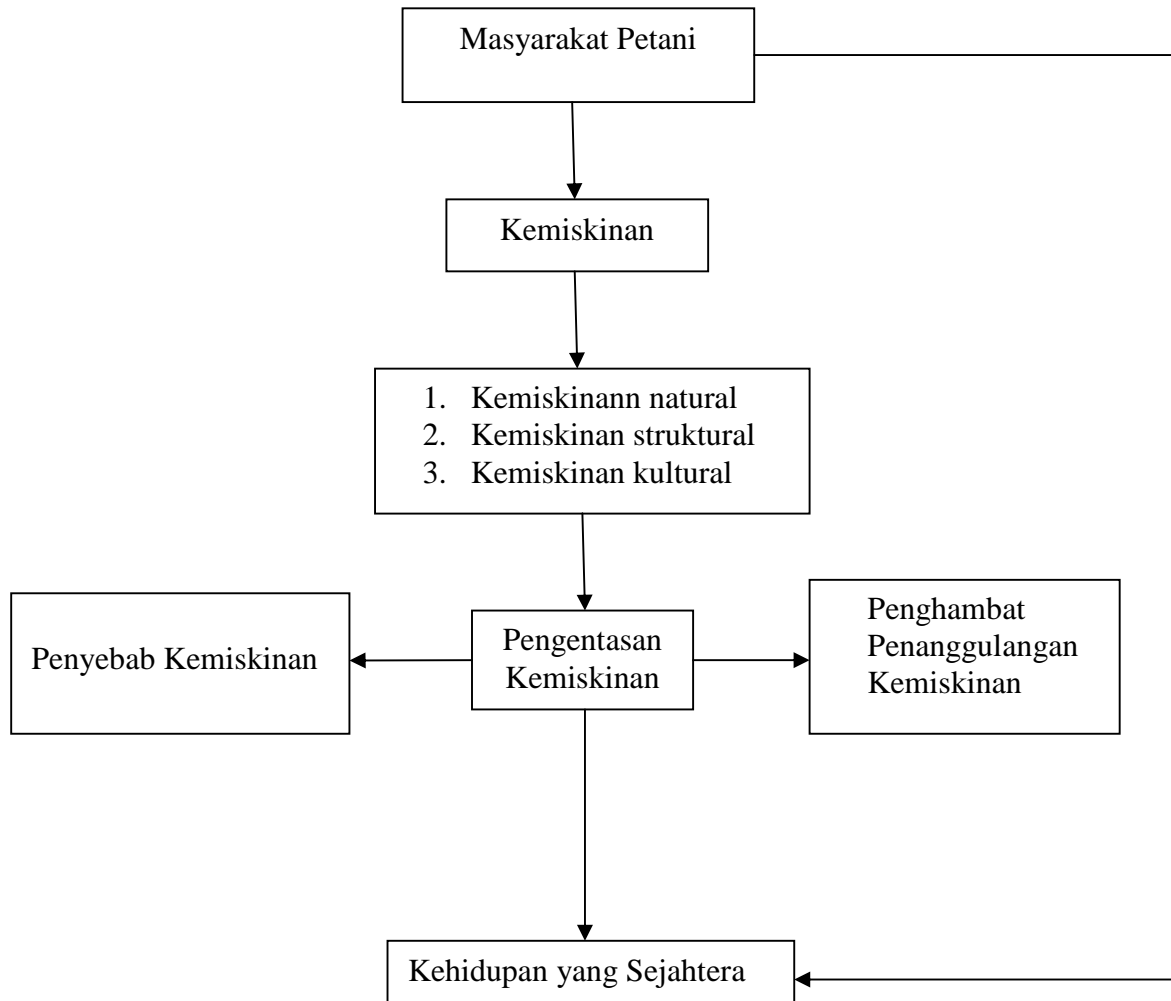 Masyarakat Petani
Kemiskinan
1. Kemiskinann natural
2. Kemiskinan struktural
3. Kemiskinan kultural
Penyebab Kemiskinan
Pengentasan
Kemiskinan
Penghambat
Penanggulangan
Kemiskinan
Kehidupan yang Sejahtera